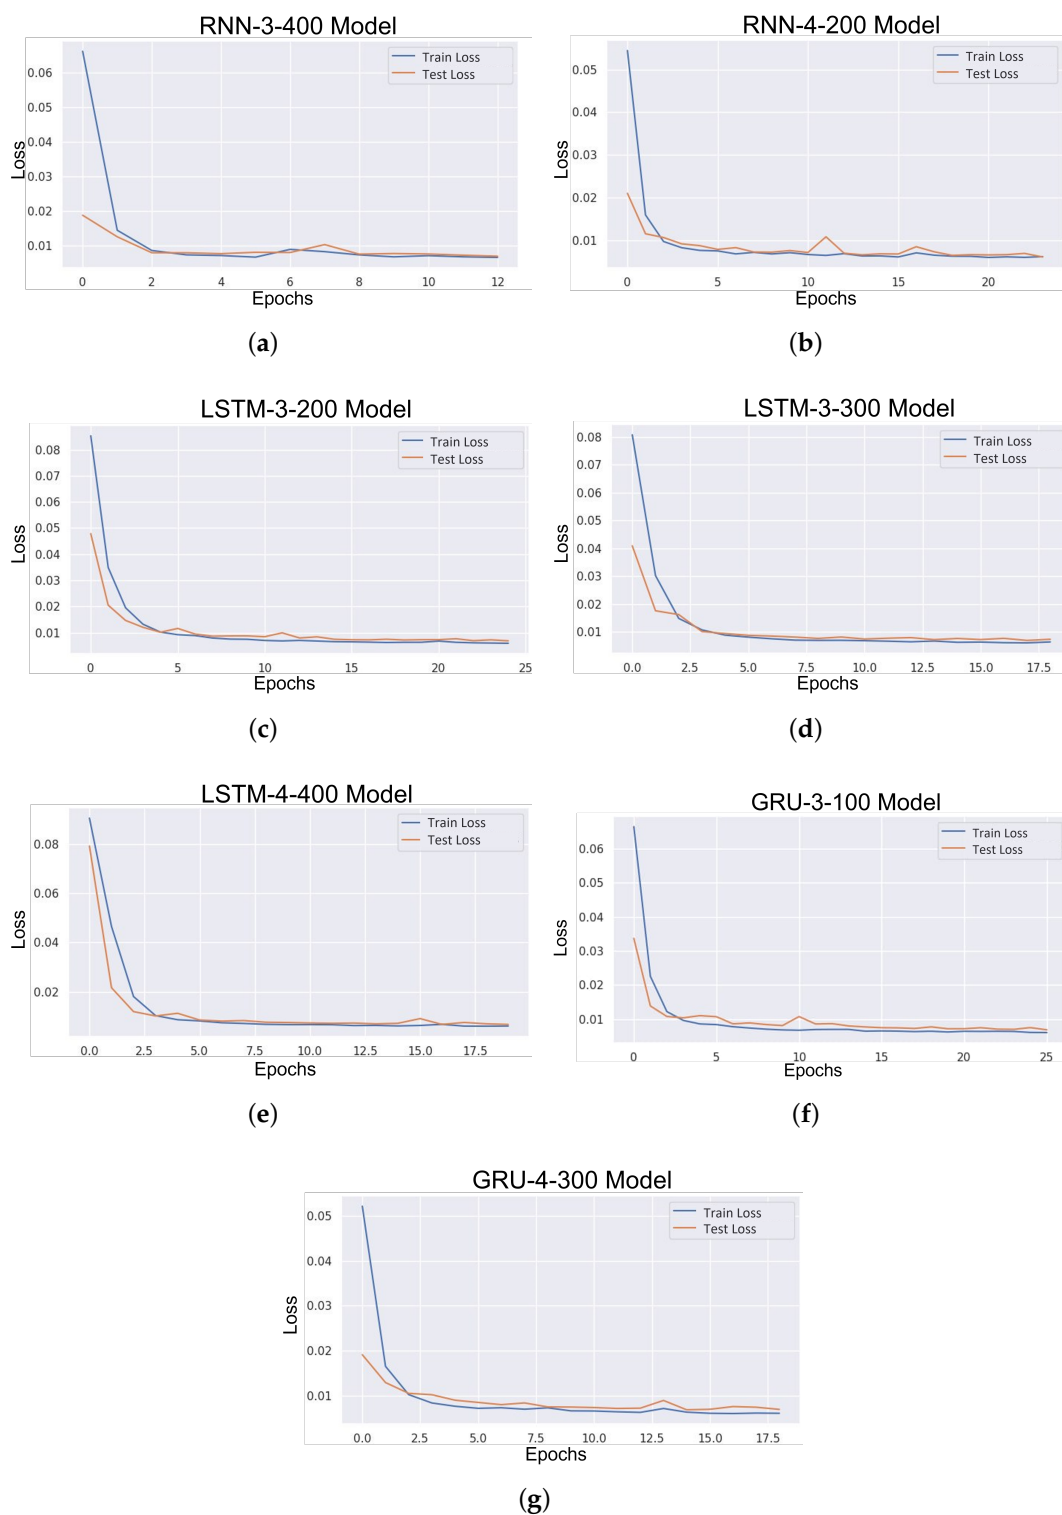 RNN-3-400 Model
Train Loss
Test Loss
0.06
0.05
0.04
0.03
0.02
0.01
Loss
0 2 4 6 8 10 12
Epochs
(a)
RNN-4-200 Model
Train Loss
Test Loss
0.05
0.04
0.03
0.02
0.01
Loss
0 5 10 15 20
Epochs
(b)
LSTM-3-200 Model
Train Loss
Test Loss
0.08
0.07
0.06
0.05
0.04
0.03
0.02
0.01
Loss
0 5 10 15 20 25
Epochs
(c)
LSTM-3-300 Model
Train Loss
Test Loss
0.08
0.07
0.06
0.05
0.04
0.03
0.02
0.01
Loss
0.0 2.5 5.0 7.5 10.0 12.5 15.0 17.5
Epochs
(d)
LSTM-4-400 Model
Train Loss
Test Loss
0.08
0.06
0.04
0.02
Loss
0.0 2.5 5.0 7.5 10.0 12.5 15.0 17.5
Epochs
(e)
GRU-3-100 Model
Train Loss
Test Loss
0.06
0.05
0.04
0.03
0.02
0.01
Loss
0 5 10 15 20 25
Epochs
(f)
GRU-4-300 Model
Train Loss
Test Loss
0.05
0.04
0.03
0.02
0.01
Loss
0.0 2.5 5.0 7.5 10.0 12.5 15.0 17.5
Epochs
(g)